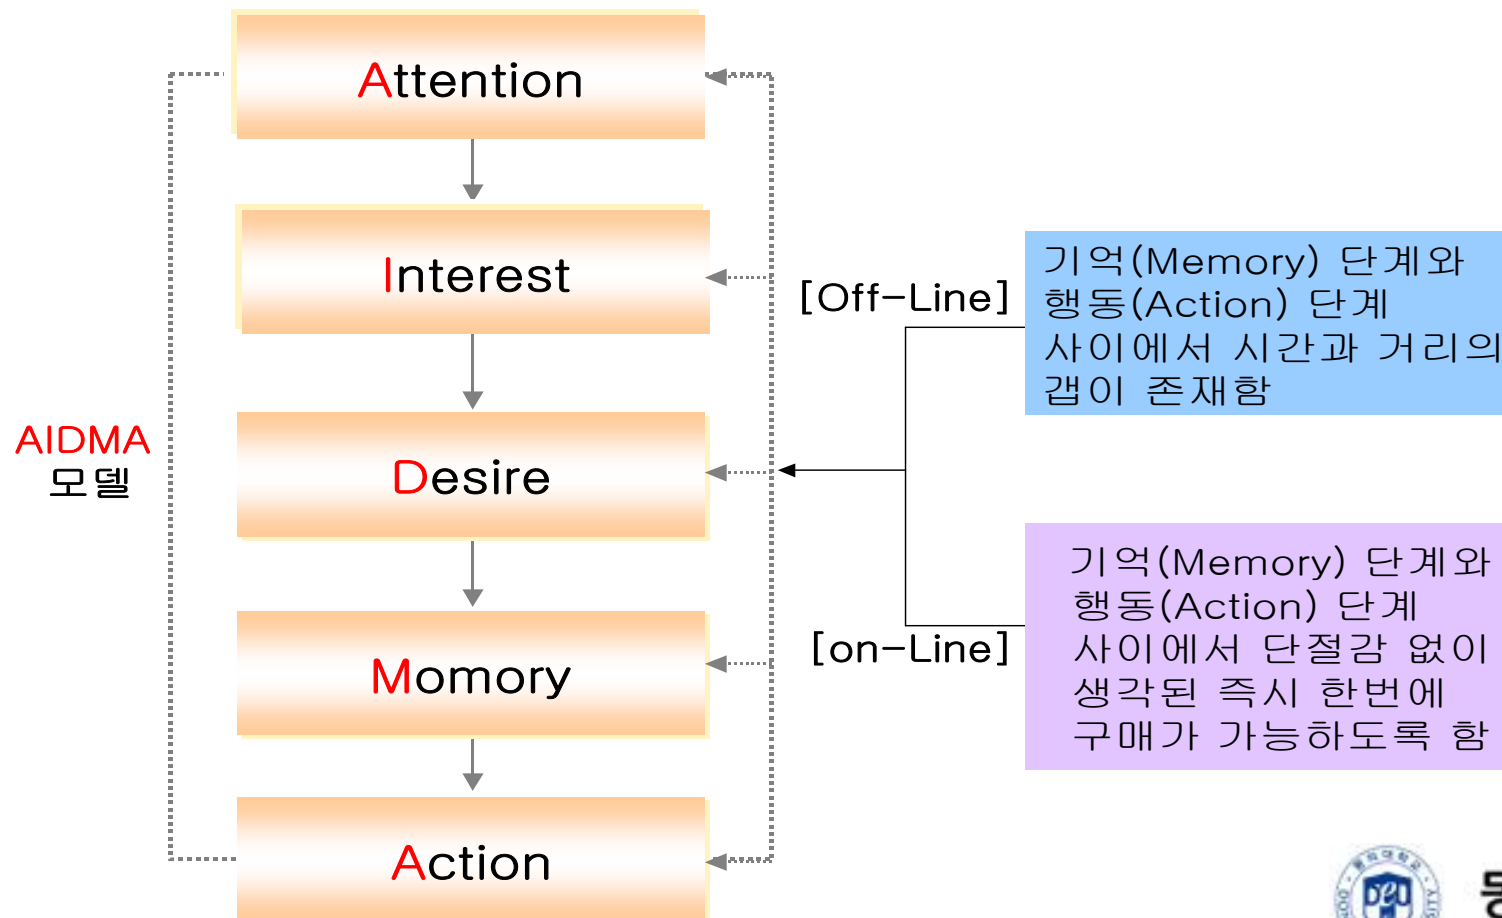 Attention
Interest
[Off-Line]
기억(Memory) 단계와
행동(Action) 단계
사이에서 시간과 거리의
갭이 존재함
AIDMA
모델
Desire
Momory
[on-Line]
기억(Memory) 단계와
행동(Action) 단계
사이에서 단절감 없이
생각된 즉시 한번에
구매가 가능하도록 함
Action